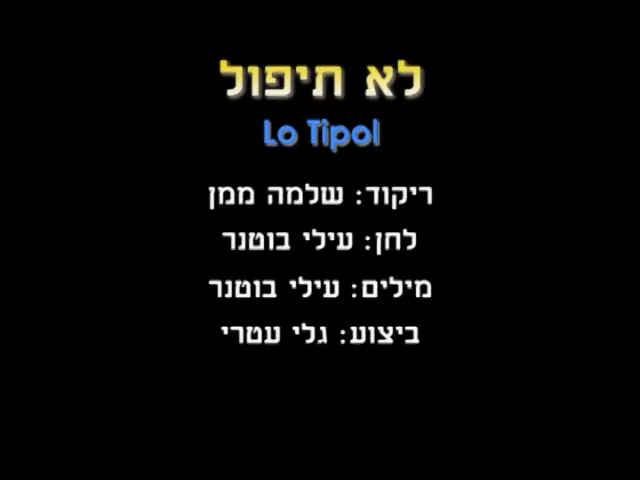 לא תיפול
Lo Tipol
ריקוד: שלמה ממן
לחן: עילי בוטנר
מילים: עילי בוטנר
ביצוע: גלי עטרי